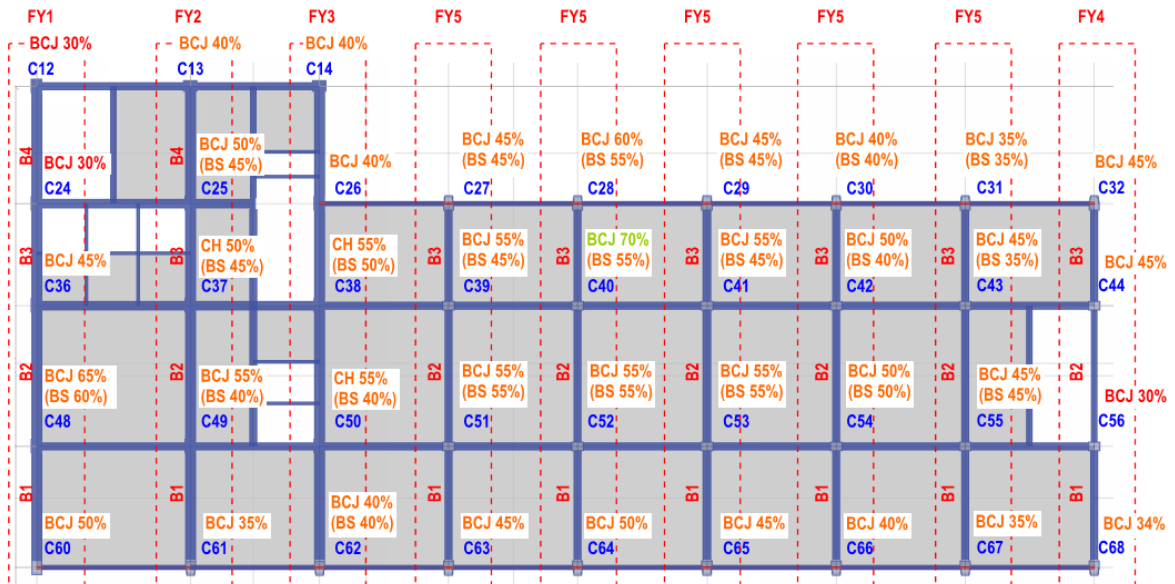 FY1 FY2 FY3 FY5 FY5 FY5 FY5 FY5 FY4
BCJ 30% BCJ 40% BCJ 40%
C12 C13 C14
B4 B4
BCJ 30%
BCJ 50%
(BS 45%)
BCJ 40%
BCJ 45%
(BS 45%)
BCJ 60%
(BS 55%)
BCJ 45%
(BS 45%)
BCJ 40%
(BS 40%)
BCJ 35%
(BS 35%)
BCJ 45%
C24 C25 C26 C27 C28 C29 C30 C31 C32
B3 B3 B3 B3 B3 B3 B3 B3
BCJ 45%
CH 50%
(BS 45%)
CH 55%
(BS 50%)
BCJ 55%
(BS 45%)
BCJ 70%
(BS 55%)
BCJ 55%
(BS 45%)
BCJ 50%
(BS 40%)
BCJ 45%
(BS 35%)
BCJ 45%
C36 C37 C38 C39 C40 C41 C42 C43 C44
B2 B2 B2 B2 B2 B2 B2 B2
BCJ 65%
(BS 60%)
BCJ 55%
(BS 40%)
CH 55%
(BS 40%)
BCJ 55%
(BS 55%)
BCJ 55%
(BS 55%)
BCJ 55%
(BS 55%)
BCJ 50%
(BS 50%)
BCJ 45%
(BS 45%)
BCJ 30%
C48 C49 C50 C51 C52 C53 C54 C55 C56
B1 B1 B1 B1 B1 B1 B1 B1
BCJ 50%
BCJ 35%
BCJ 40%
(BS 40%)
BCJ 45%
BCJ 50%
BCJ 45%
BCJ 40%
BCJ 35%
BCJ 34%
C60 C61 C62 C63 C64 C65 C66 C67 C68